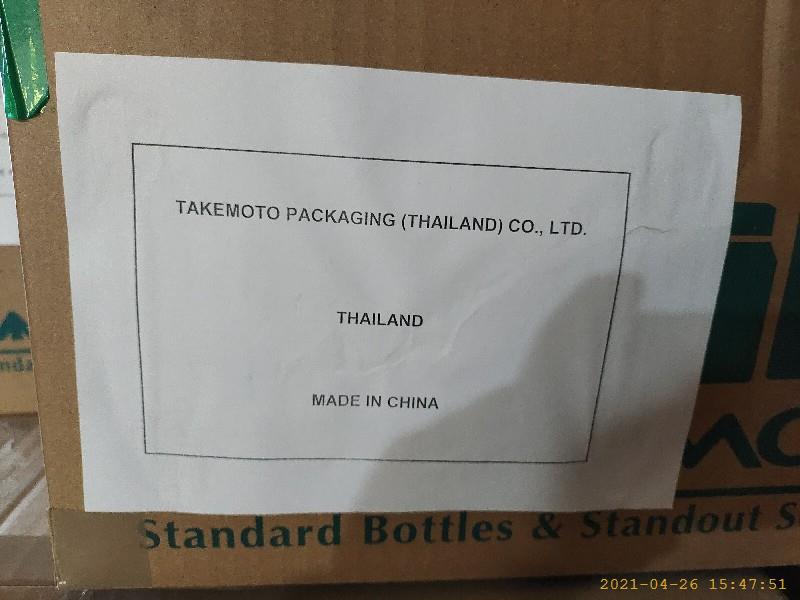 TAKEMOTO PACKAGING (THAILAND) CO., LTD.
THAILAND
MADE IN CHINA
Standard Bottles & Standout
2021-04-26 15:47:51